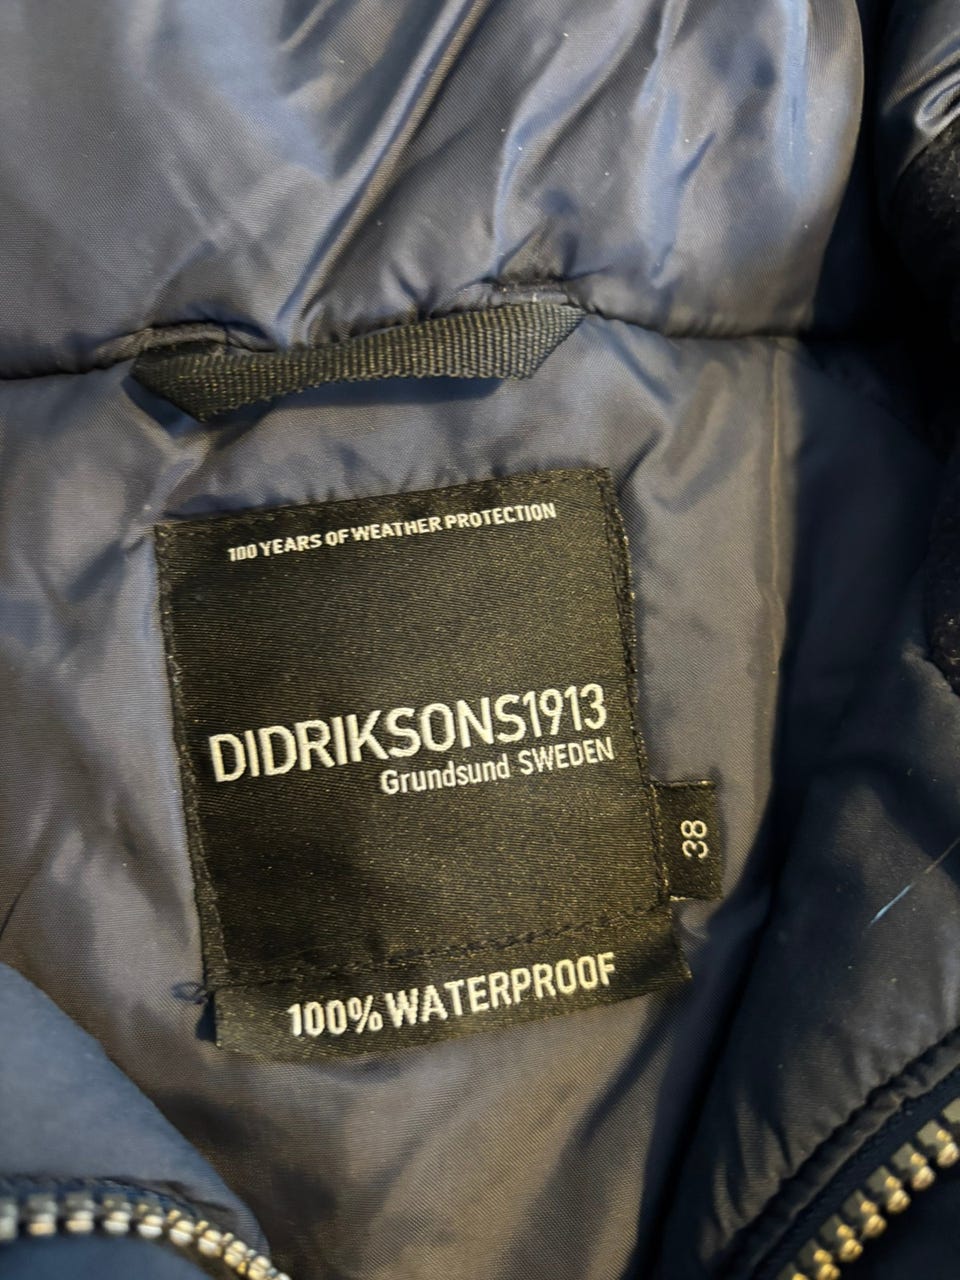 100 YEARS OF WEATHER PROTECTION
DIDRIKSONS1913
Grundsund SWEDEN
38
100% WATERPROOF